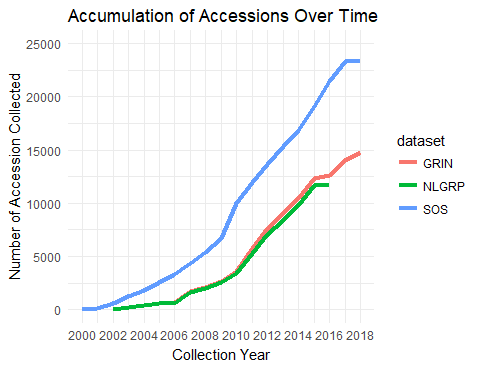 Accumulation of Accessions Over Time
Number of Accession Collected
25000
20000
15000
10000
5000
0
2000 2002 2004 2006 2008 2010 2012 2014 2016 2018
Collection Year
dataset
GRIN
NLGRP
SOS